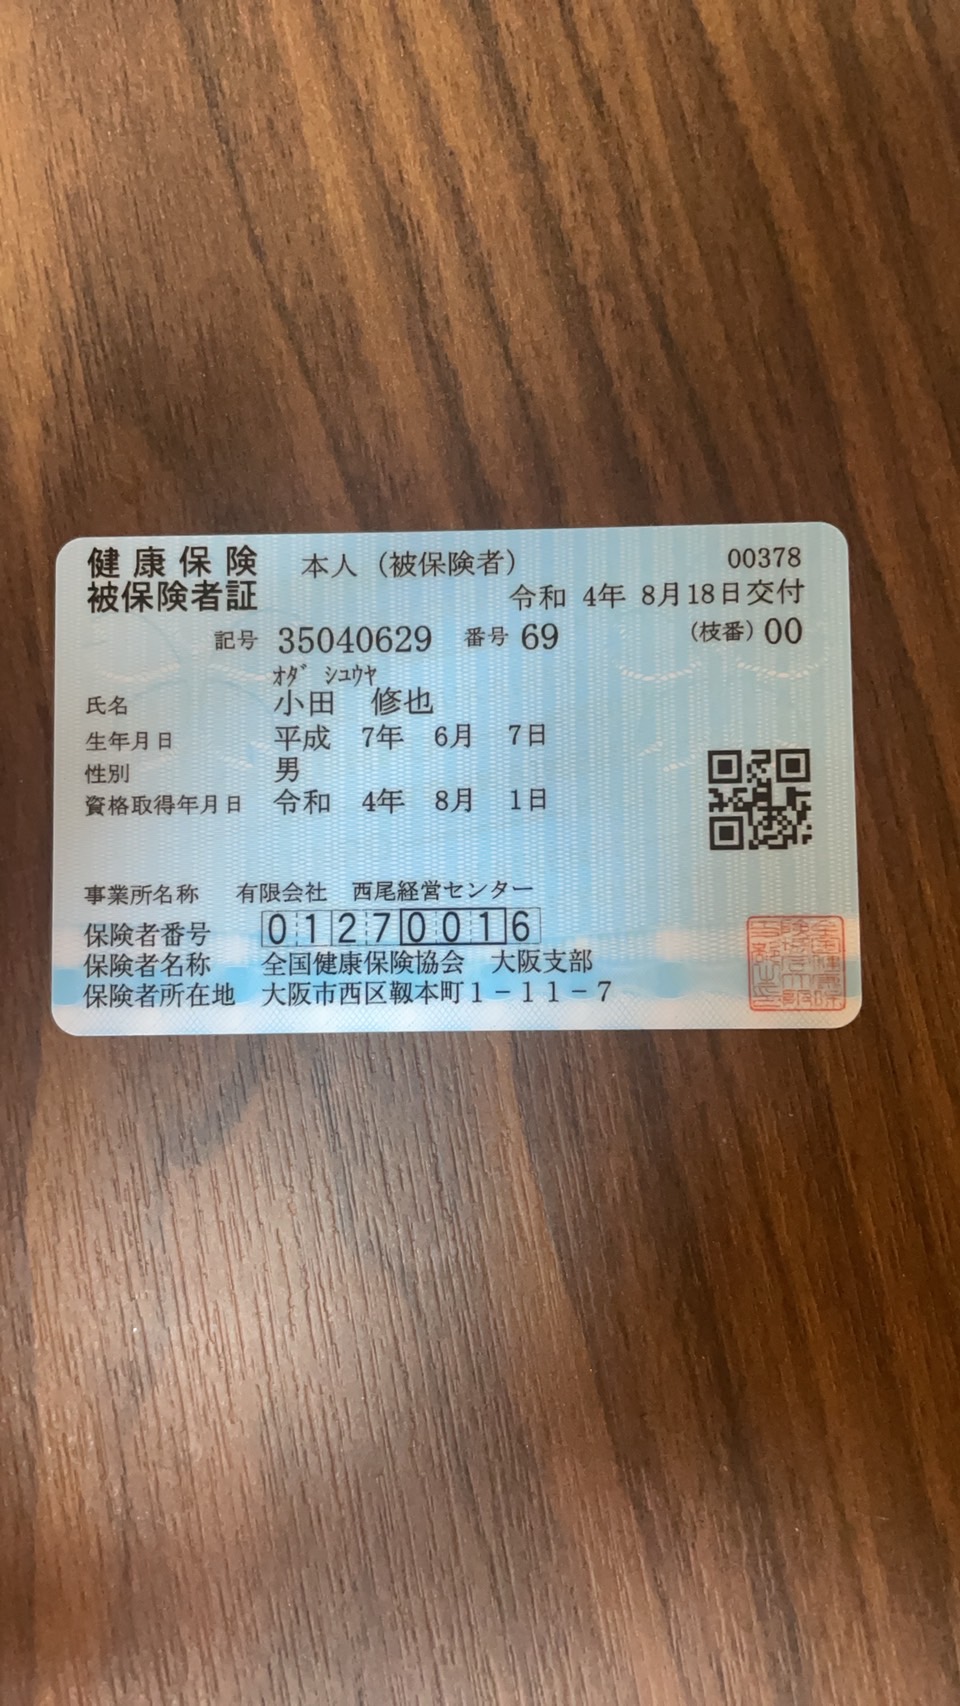 健康保険 本人（被保険者） 00378
被保険者証 令和 4年 8月18日交付
記号 35040629 番号 69 （枝番）00
ｵﾀﾞ ｼﾕｳﾔ
氏名 小田 修也
生年月日 平成 7年 6月 7日
性別 男
資格取得年月日 令和 4年 8月 1日
事業所名称 有限会社 西尾経営センター
保険者番号 01270016
保険者名称 全国健康保険協会 大阪支部
保険者所在地 大阪市西区靱本町１－１１－７